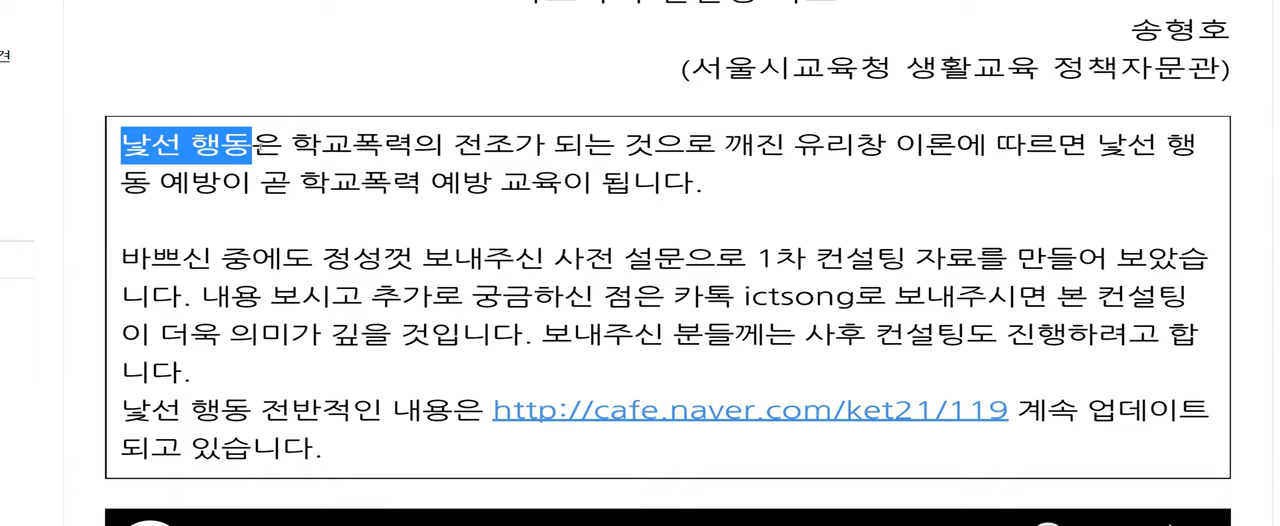 견
송형호
(서울시교육청 생활교육 정책자문관)
낯선 행동은 학교폭력의 전조가 되는 것으로 깨진 유리창 이론에 따르면 낯선 행
동 예방이 곧 학교폭력 예방 교육이 됩니다.
바쁘신 중에도 정성껏 보내주신 사전 설문으로 1차 컨설팅 자료를 만들어 보았습
니다. 내용 보시고 추가로 궁금하신 점은 카톡 ictsong로 보내주시면 본 컨설팅
이 더욱 의미가 깊을 것입니다. 보내주신 분들께는 사후 컨설팅도 진행하려고 합
니다.
낯선 행동 전반적인 내용은 http://cafe.naver.com/ket21/119 계속 업데이트
되고 있습니다.